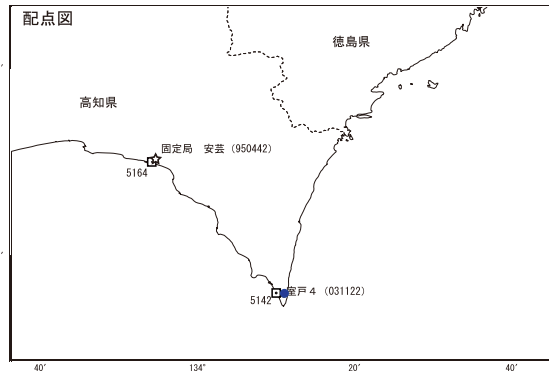 配点図
徳島県
高知県
固定局 安芸（950442）
5164
室戸４（031122）
5142
40′ 134° 20′ 40′